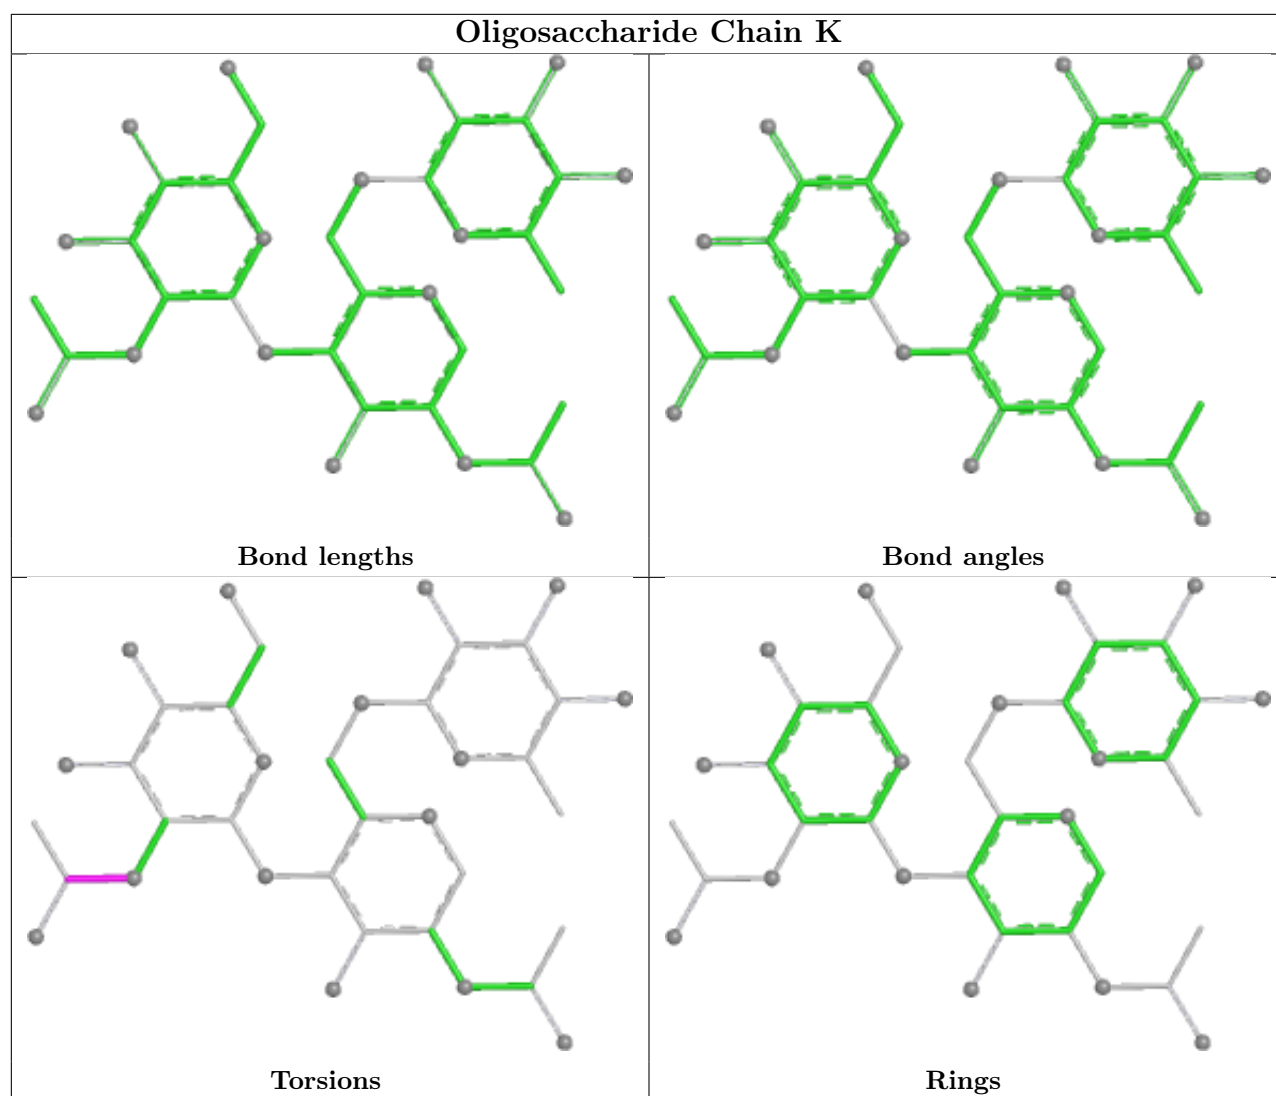 Oligosaccharide Chain K
Bond lengths
Bond angles
Torsions
Rings